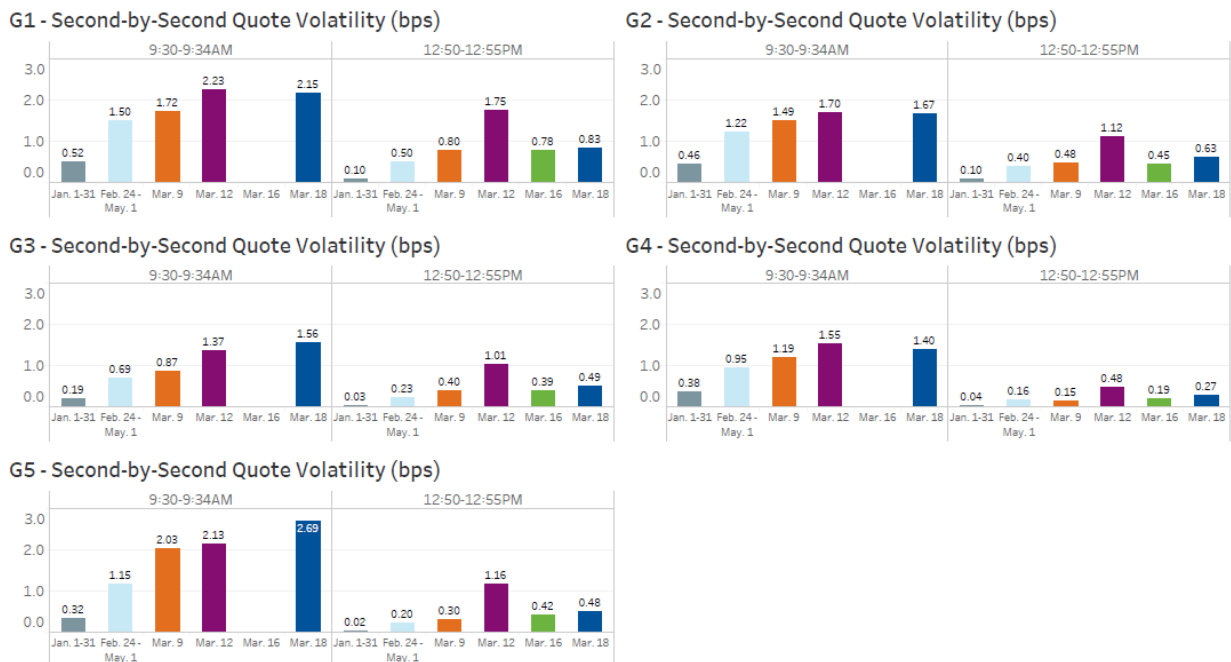 G1 - Second-by-Second Quote Volatility (bps)
9:30-9:34AM 12:50-12:55PM
3.0
2.0
1.0
0.0
0.52 1.50 1.72 2.23 2.15 0.10 0.50 0.80 1.75 0.78 0.83
Jan. 1-31 Feb. 24 - Mar. 9 Mar. 12 Mar. 16 Mar. 18 Jan. 1-31 Feb. 24 - Mar. 9 Mar. 12 Mar. 16 Mar. 18
May. 1 May. 1
G2 - Second-by-Second Quote Volatility (bps)
9:30-9:34AM 12:50-12:55PM
3.0
2.0
1.0
0.0
0.46 1.22 1.49 1.70 1.67 0.10 0.40 0.48 1.12 0.45 0.63
Jan. 1-31 Feb. 24 - Mar. 9 Mar. 12 Mar. 16 Mar. 18 Jan. 1-31 Feb. 24 - Mar. 9 Mar. 12 Mar. 16 Mar. 18
May. 1 May. 1
G3 - Second-by-Second Quote Volatility (bps)
9:30-9:34AM 12:50-12:55PM
3.0
2.0
1.0
0.0
0.19 0.69 0.87 1.37 1.56 0.03 0.23 0.40 1.01 0.39 0.49
Jan. 1-31 Feb. 24 - Mar. 9 Mar. 12 Mar. 16 Mar. 18 Jan. 1-31 Feb. 24 - Mar. 9 Mar. 12 Mar. 16 Mar. 18
May. 1 May. 1
G4 - Second-by-Second Quote Volatility (bps)
9:30-9:34AM 12:50-12:55PM
3.0
2.0
1.0
0.0
0.38 0.95 1.19 1.55 1.40 0.04 0.16 0.15 0.48 0.19 0.27
Jan. 1-31 Feb. 24 - Mar. 9 Mar. 12 Mar. 16 Mar. 18 Jan. 1-31 Feb. 24 - Mar. 9 Mar. 12 Mar. 16 Mar. 18
May. 1 May. 1
G5 - Second-by-Second Quote Volatility (bps)
9:30-9:34AM 12:50-12:55PM
3.0
2.0
1.0
0.0
0.32 1.15 2.03 2.13 2.69 0.02 0.20 0.30 1.16 0.42 0.48
Jan. 1-31 Feb. 24 - Mar. 9 Mar. 12 Mar. 16 Mar. 18 Jan. 1-31 Feb. 24 - Mar. 9 Mar. 12 Mar. 16 Mar. 18
May. 1 May. 1